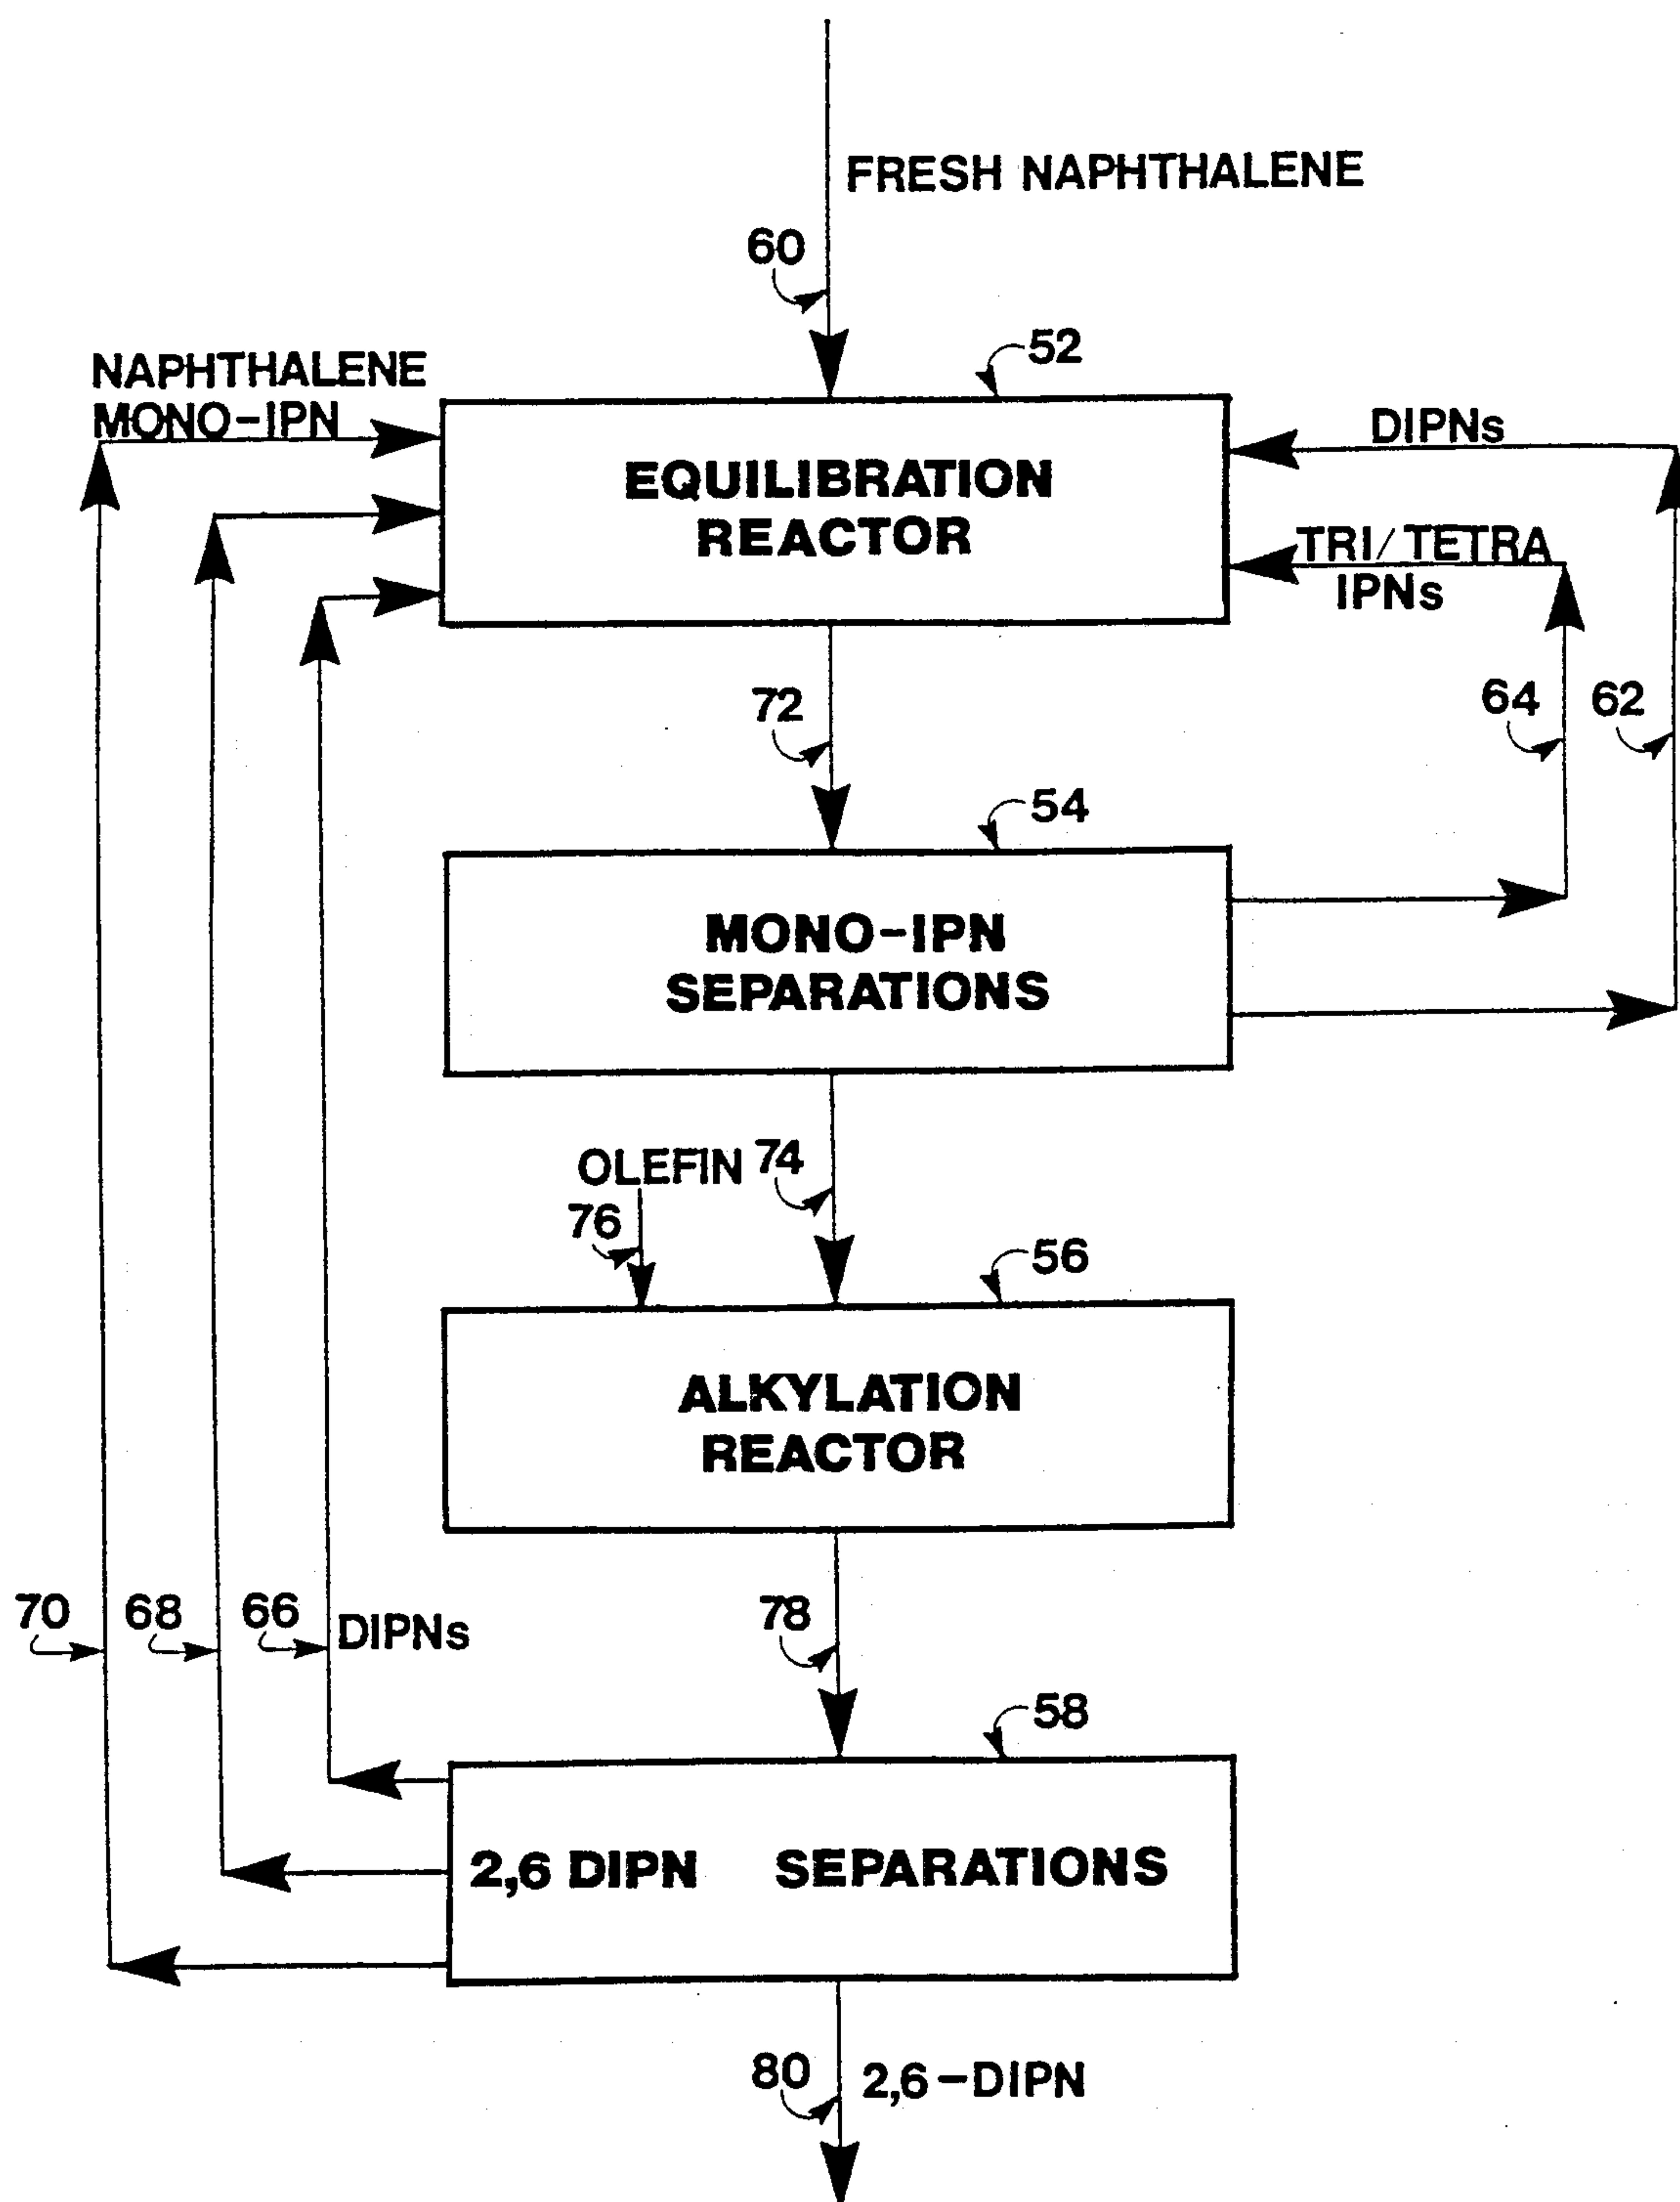 FRESH NAPHTHALENE
60
52
NAPHTHALENE
MONO-IPN
DIPNs
EQUILIBRATION
REACTOR
TRI/TETRA
IPNs
72
64
62
54
MONO-IPN
SEPARATIONS
OLEFIN
74
76
56
ALKYLATION
REACTOR
70
68
66
DIPNs
78
58
2,6 DIPN SEPARATIONS
80
2,6-DIPN